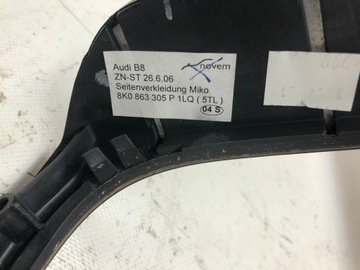 Audi B8
novem
ZN-ST 26.6.06
Seitenverkleidung Miko
8K0 863 305 P 1LQ ( 5TL )
04 S